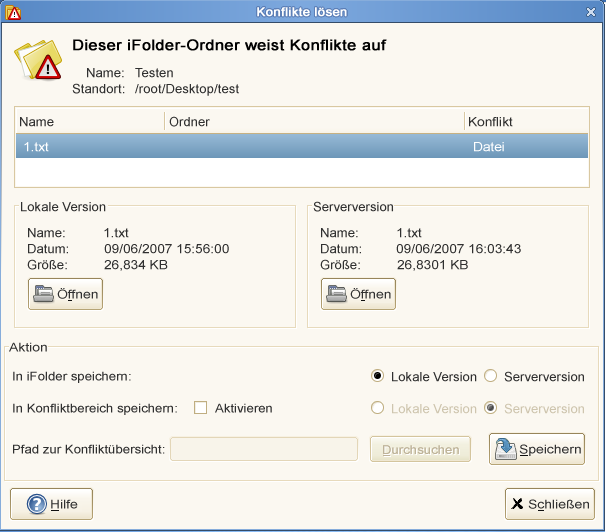 Konflikte lösen
Dieser iFolder-Ordner weist Konflikte auf
Name: Testen
Standort: /root/Desktop/test
Name Ordner Konflikt
1.txt Datei
Lokale Version
Name: 1.txt
Datum: 09/06/2007 15:56:00
Größe: 26,834 KB
Öffnen
Serverversion
Name: 1.txt
Datum: 09/06/2007 16:03:43
Größe: 26,8301 KB
Öffnen
Aktion
In iFolder speichern: Lokale Version Serverversion
In Konfliktbereich speichern: Aktivieren Lokale Version Serverversion
Pfad zur Konfliktübersicht: Durchsuchen Speichern
Hilfe Schließen